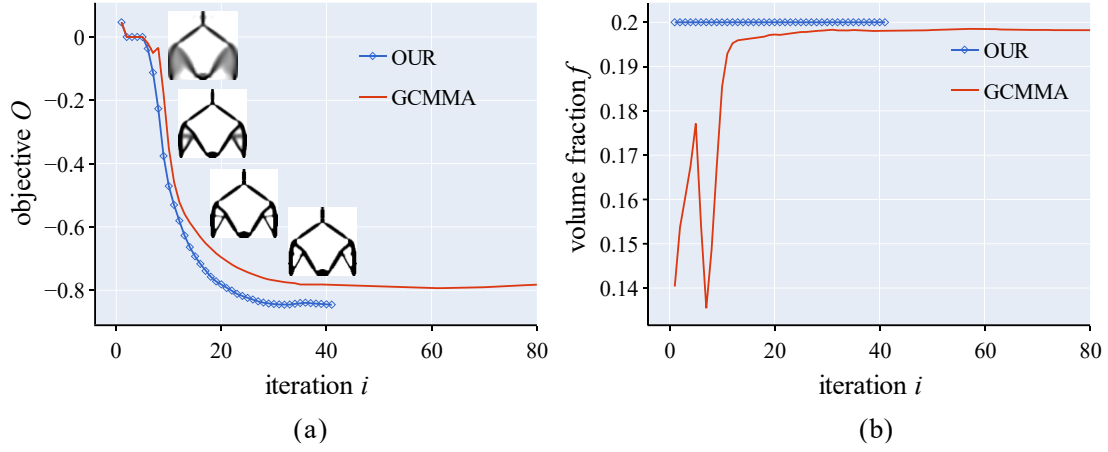 0
−0.2
−0.4
−0.6
−0.8
0
20
40
60
80
objective O
iteration i
OUR
GCMMA
(a)
0.2
0.19
0.18
0.17
0.16
0.15
0.14
0
20
40
60
80
volume fraction f
iteration i
OUR
GCMMA
(b)